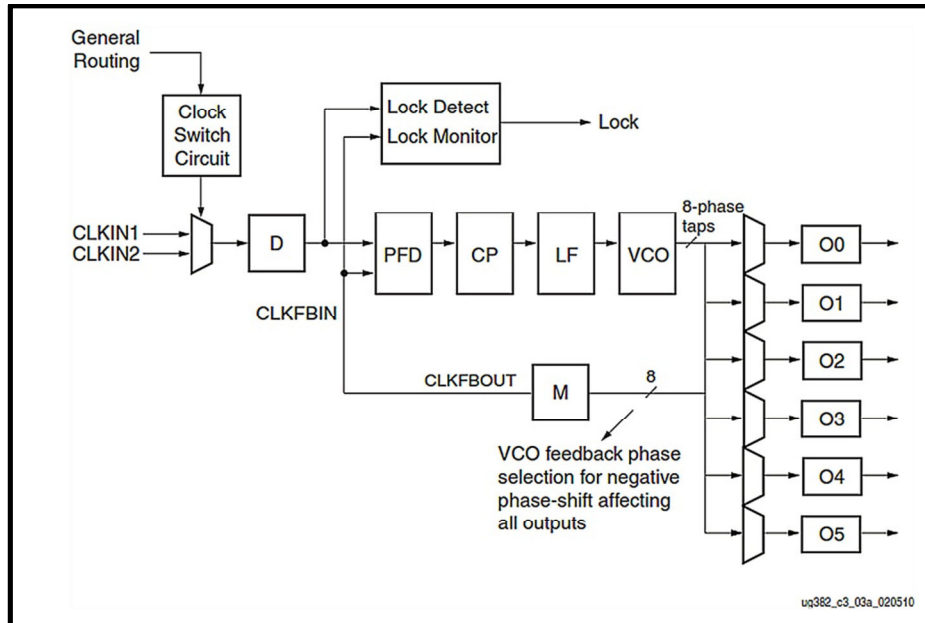 General
Routing
Clock
Switch
Circuit
Lock Detect
Lock Monitor
Lock
CLKIN1
CLKIN2
D
PFD
CP
LF
VCO
8-phase
taps
O0
O1
O2
O3
O4
O5
CLKFBIN
CLKFBOUT
M
8
VCO feedback phase
selection for negative
phase-shift affecting
all outputs
ug382_c3_03a_020510